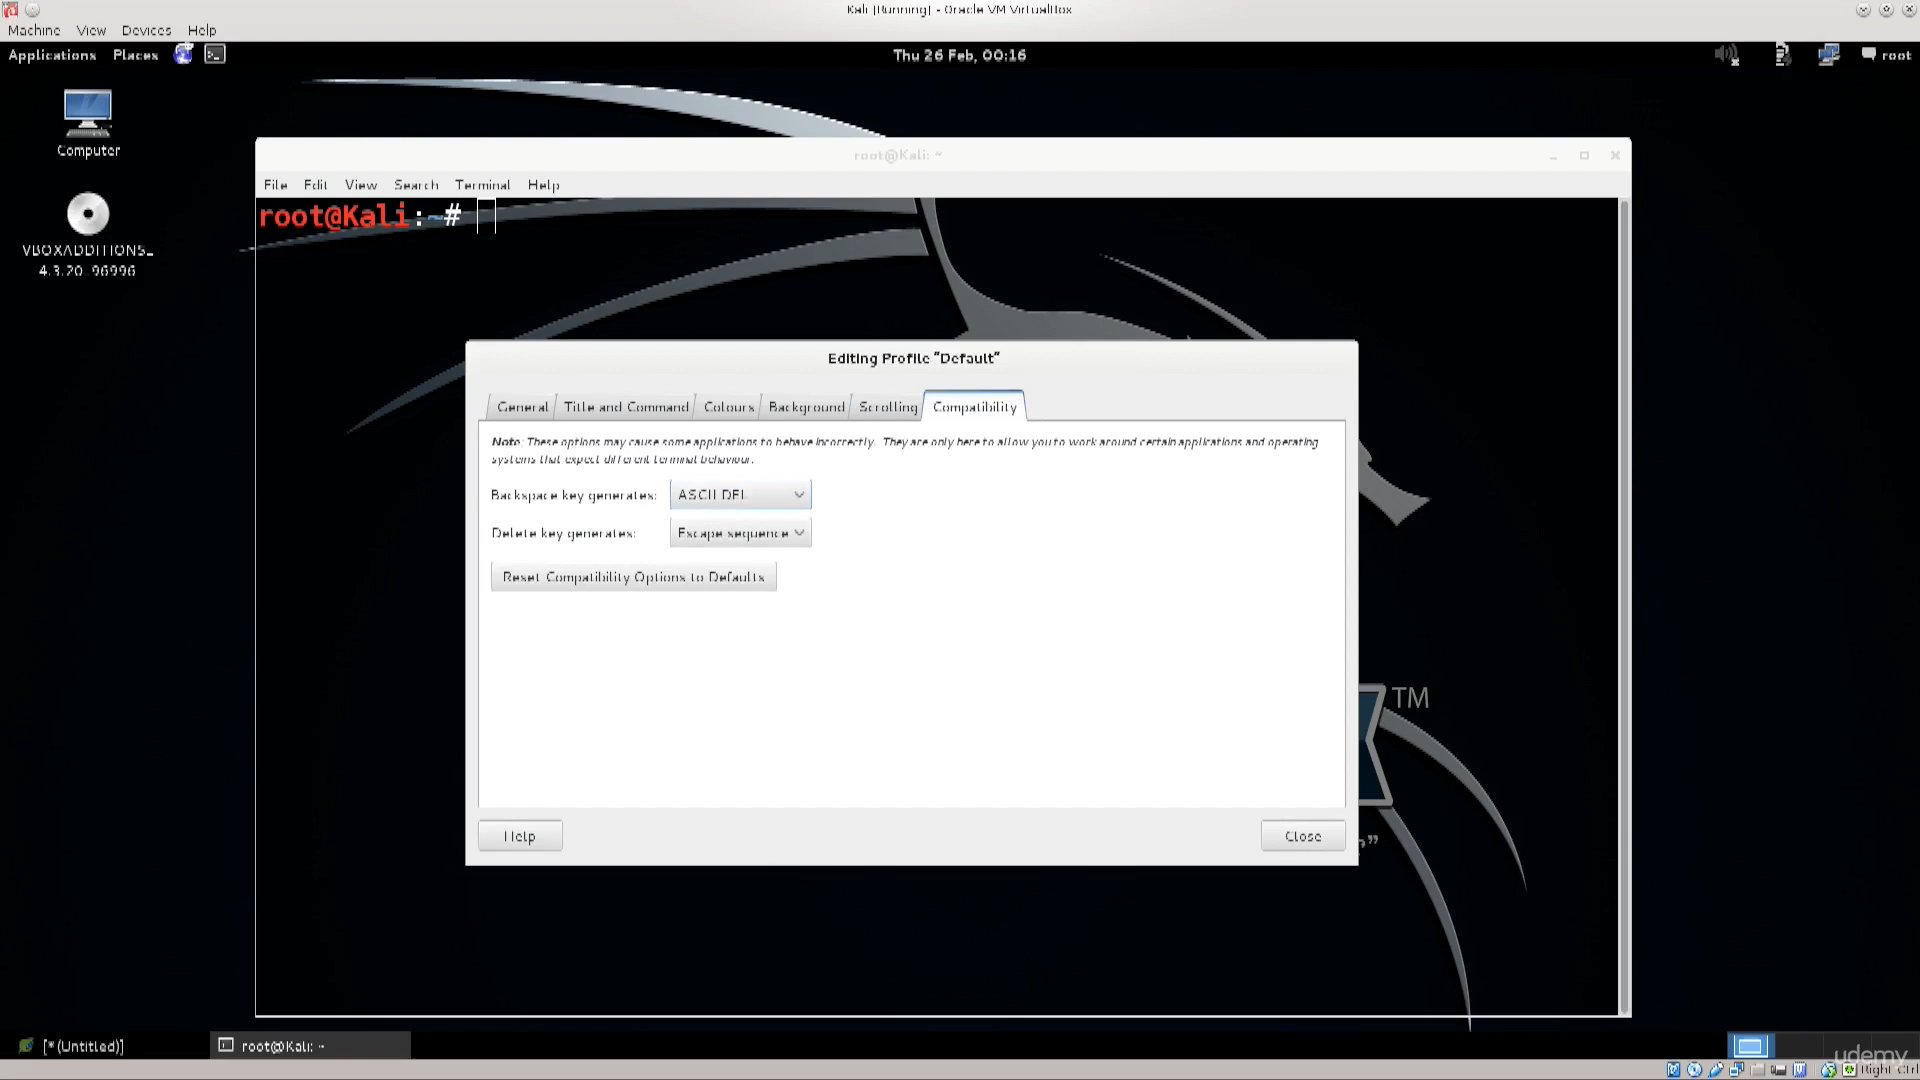 Kali [Running] - Oracle VM VirtualBox
Machine View Devices Help
Applications Places Thu 26 Feb, 00:16 root
Computer
VBOXADDITIONS_
4.3.20_96996
root@Kali: ~
File Edit View Search Terminal Help
root@Kali:~#
Editing Profile “Default”
General Title and Command Colours Background Scrolling Compatibility
Note: These options may cause some applications to behave incorrectly. They are only here to allow you to work around certain applications and operating
systems that expect different terminal behaviour.
Backspace key generates: ASCII DEL
Delete key generates: Escape sequence
Reset Compatibility Options to Defaults
TM
Help Close
”
[*(Untitled)] root@Kali: ~
udemy
Right Ctrl